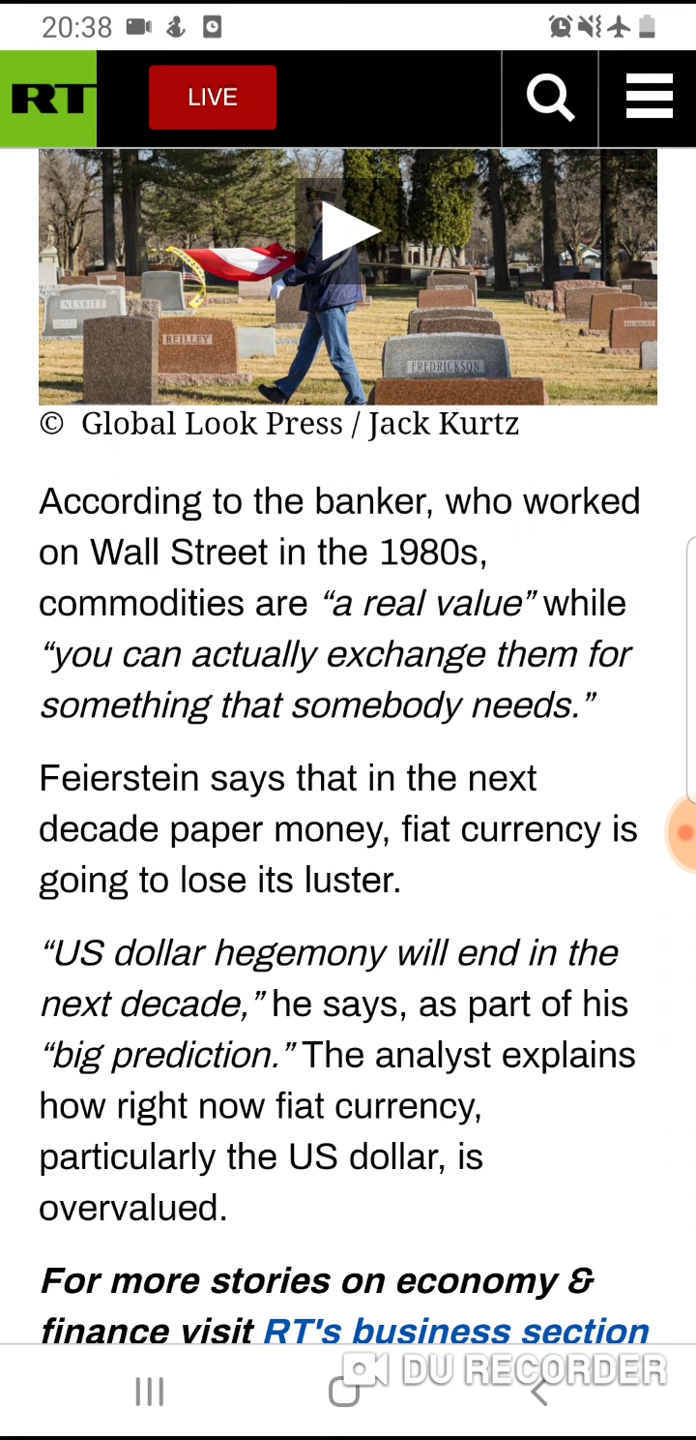 20:38
RT
LIVE
NESBITT
REILLEY
FREDRICKSON
© Global Look Press / Jack Kurtz
According to the banker, who worked
on Wall Street in the 1980s,
commodities are “a real value” while
“you can actually exchange them for
something that somebody needs.”
Feierstein says that in the next
decade paper money, fiat currency is
going to lose its luster.
“US dollar hegemony will end in the
next decade,” he says, as part of his
“big prediction.” The analyst explains
how right now fiat currency,
particularly the US dollar, is
overvalued.
For more stories on economy &
finance visit RT's business section
DU RECORDER